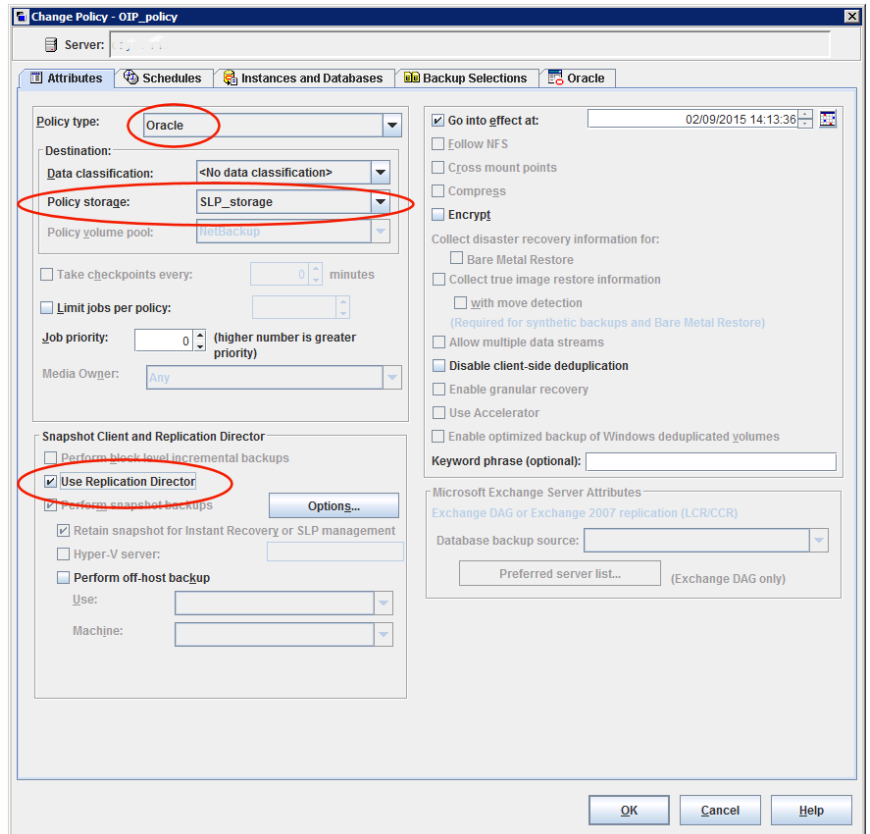 Change Policy - OIP_policy
Server:
Attributes
Schedules
Instances and Databases
Backup Selections
Oracle
Policy type:
Oracle
Destination:
Data classification:
<No data classification>
Policy storage:
SLP_storage
Policy volume pool:
NetBackup
Take checkpoints every:
0
minutes
Limit jobs per policy:
Job priority:
0
(higher number is greater
priority)
Media Owner:
Any
Snapshot Client and Replication Director
Perform block level incremental backups
Use Replication Director
Perform snapshot backups
Options...
Retain snapshot for Instant Recovery or SLP management
Hyper-V server:
Perform off-host backup
Use:
Machine:
Go into effect at:
02/09/2015 14:13:36
Follow NFS
Cross mount points
Compress
Encrypt
Collect disaster recovery information for:
Bare Metal Restore
Collect true image restore information
with move detection
(Required for synthetic backups and Bare Metal Restore)
Allow multiple data streams
Disable client-side deduplication
Enable granular recovery
Use Accelerator
Enable optimized backup of Windows deduplicated volumes
Keyword phrase (optional):
Microsoft Exchange Server Attributes
Exchange DAG or Exchange 2007 replication (LCR/CCR)
Database backup source:
Preferred server list...
(Exchange DAG only)
OK
Cancel
Help